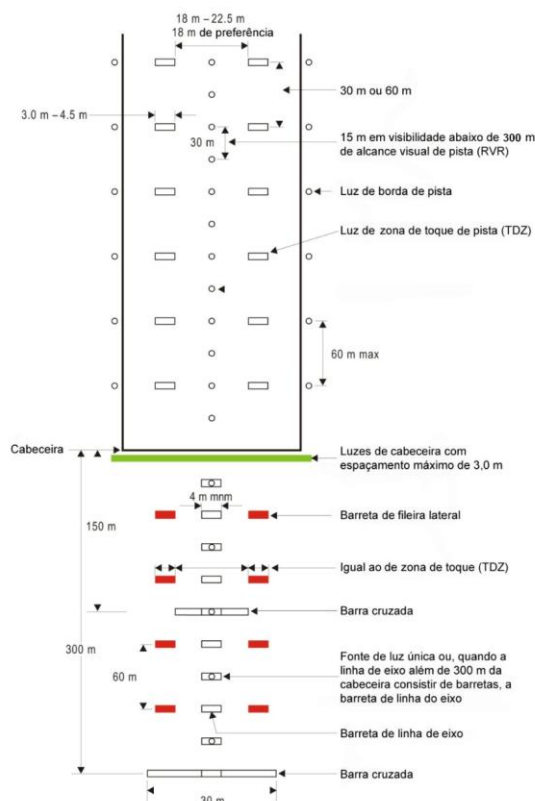 18 m – 22.5 m
18 m de preferência
30 m ou 60 m
3.0 m – 4.5 m
30 m
15 m em visibilidade abaixo de 300 m
de alcance visual de pista (RVR)
Luz de borda de pista
Luz de zona de toque de pista (TDZ)
60 m max
Cabeceira
Luzes de cabeceira com
espaçamento máximo de 3,0 m
4 m mnm
150 m
Barreta de fileira lateral
Igual ao de zona de toque (TDZ)
Barra cruzada
300 m
60 m
Fonte de luz única ou, quando a
linha de eixo além de 300 m da
cabeceira consistir de barretas, a
barreta de linha do eixo
Barreta de linha de eixo
Barra cruzada
30 m